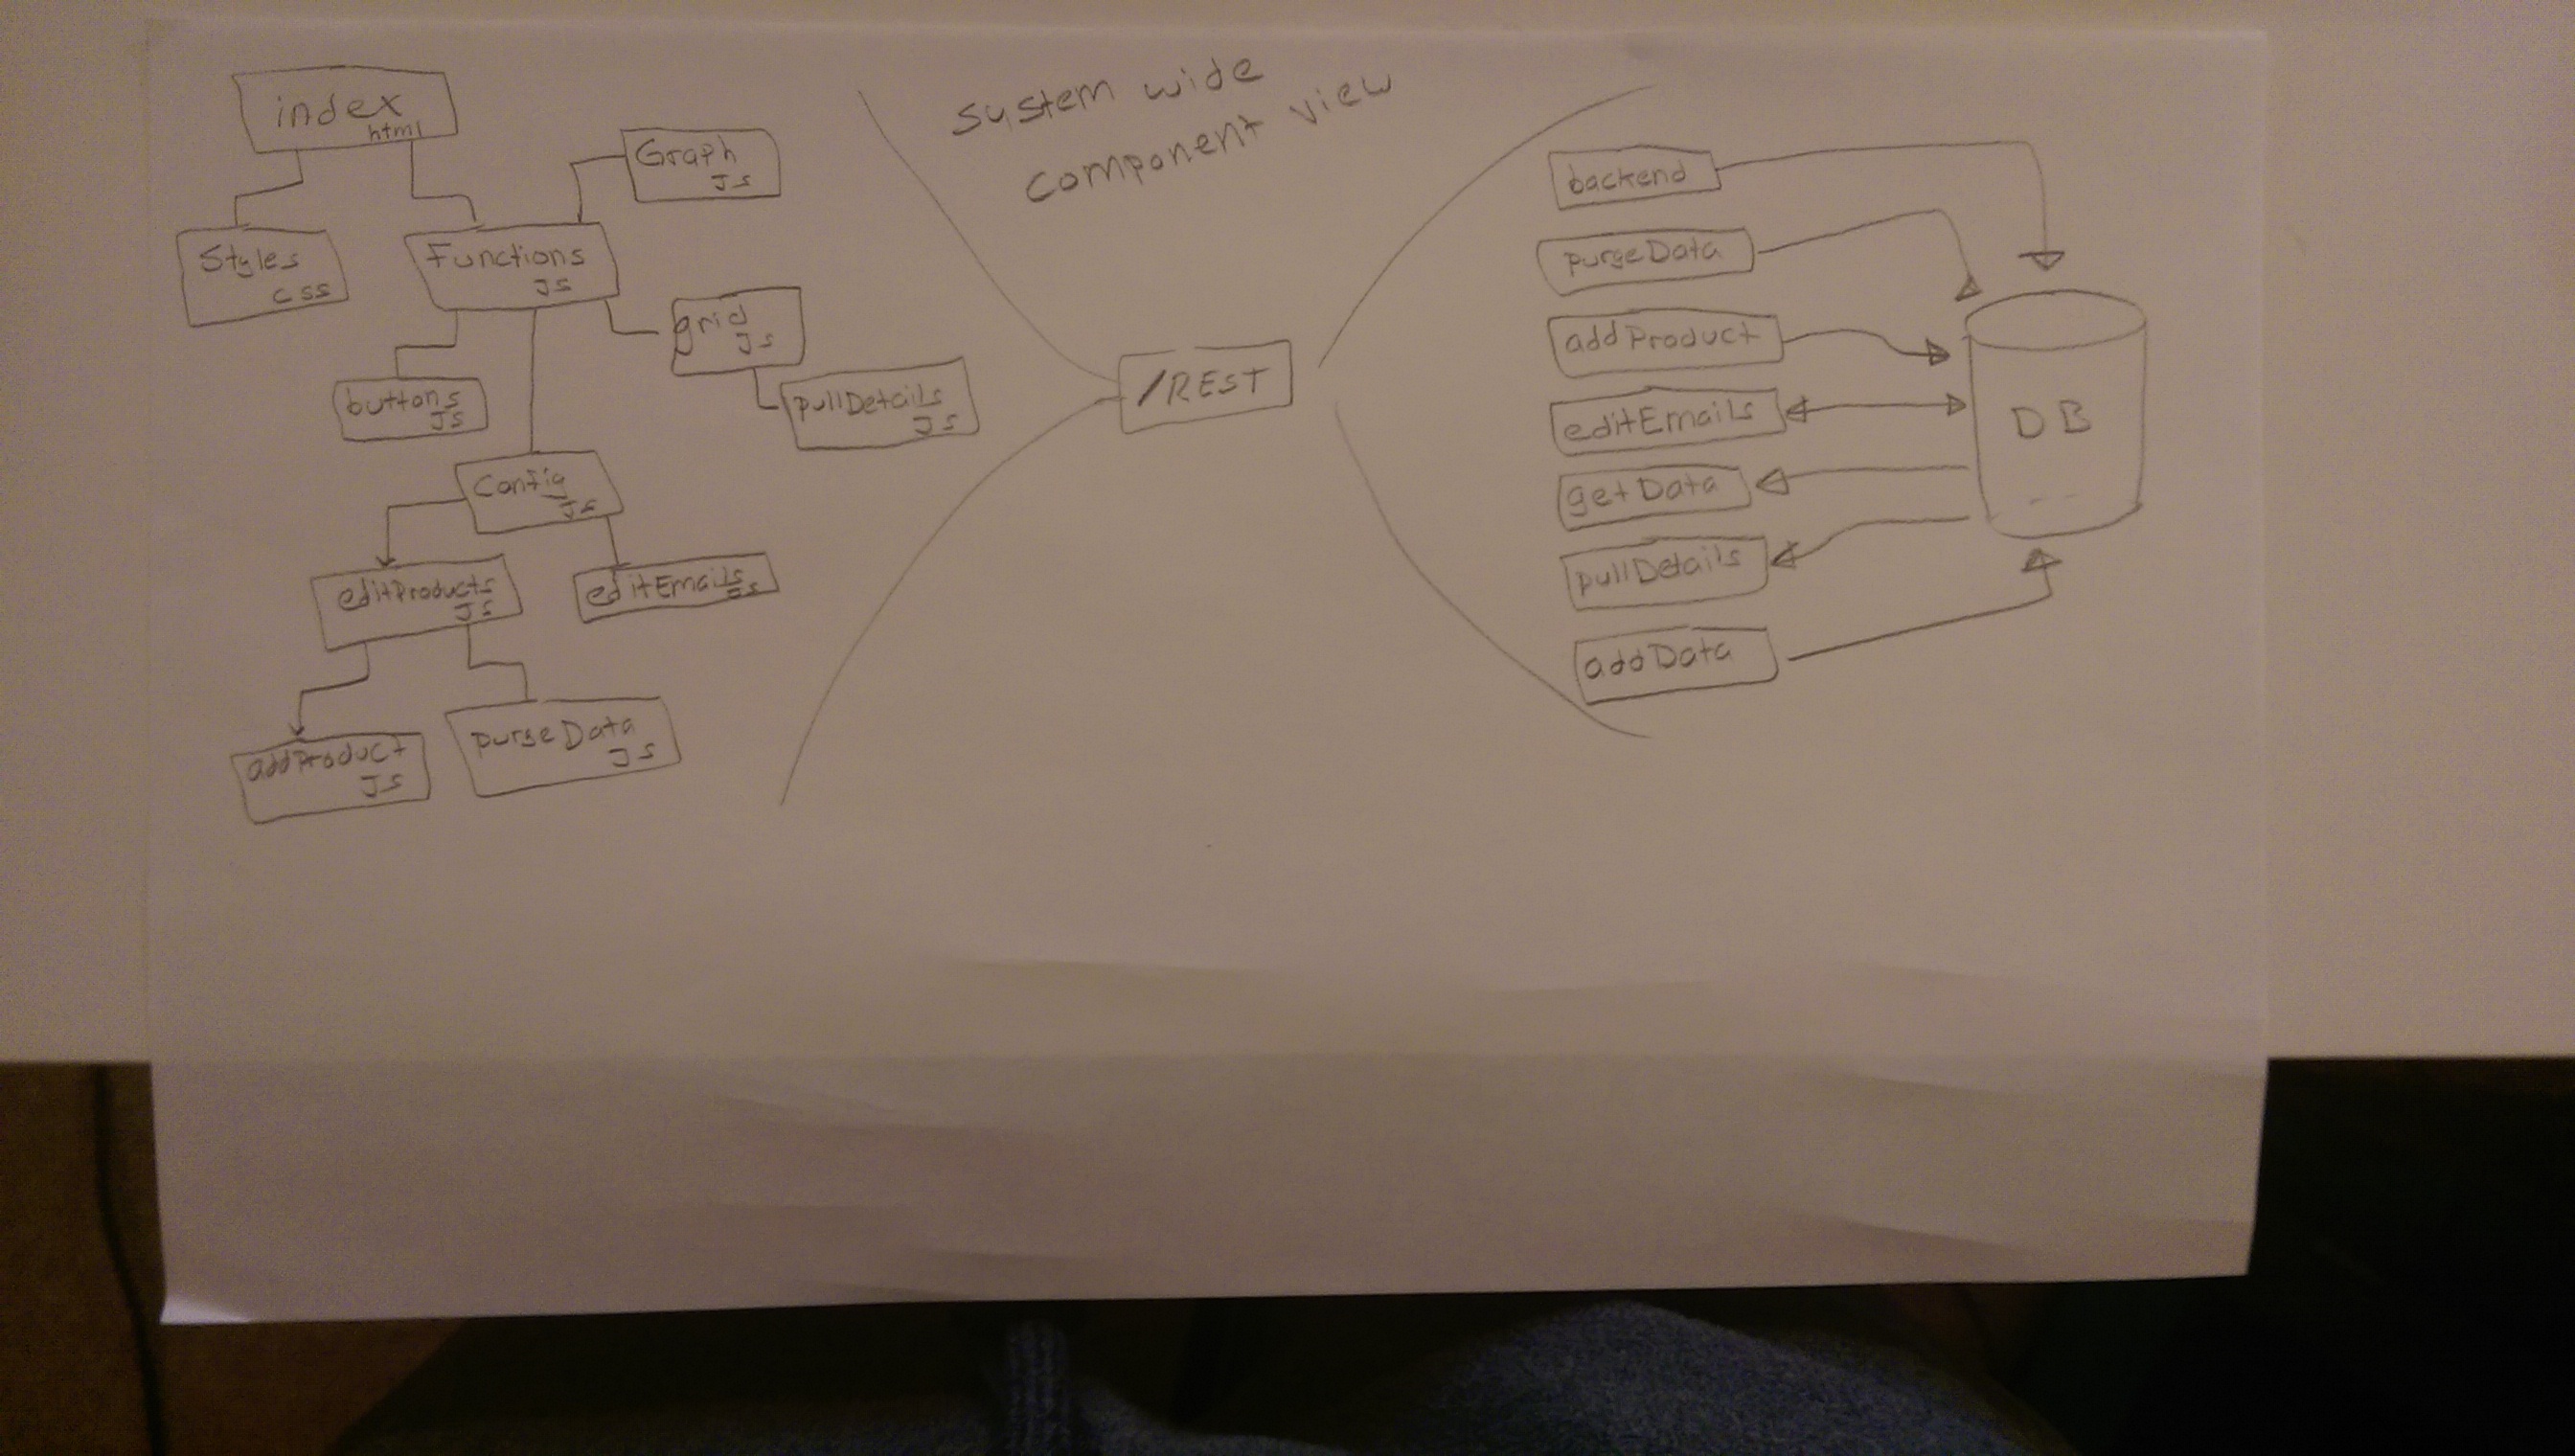 index
html
System wide
component view
Graph
JS
Styles
CSS
Functions
JS
grid
JS
buttons
JS
pullDetails
JS
Config
JS
editProducts
JS
editEmails
JS
addProduct
JS
purgeData
JS
/REST
backend
purgeData
addProduct
editEmails
getData
pullDetails
addData
DB